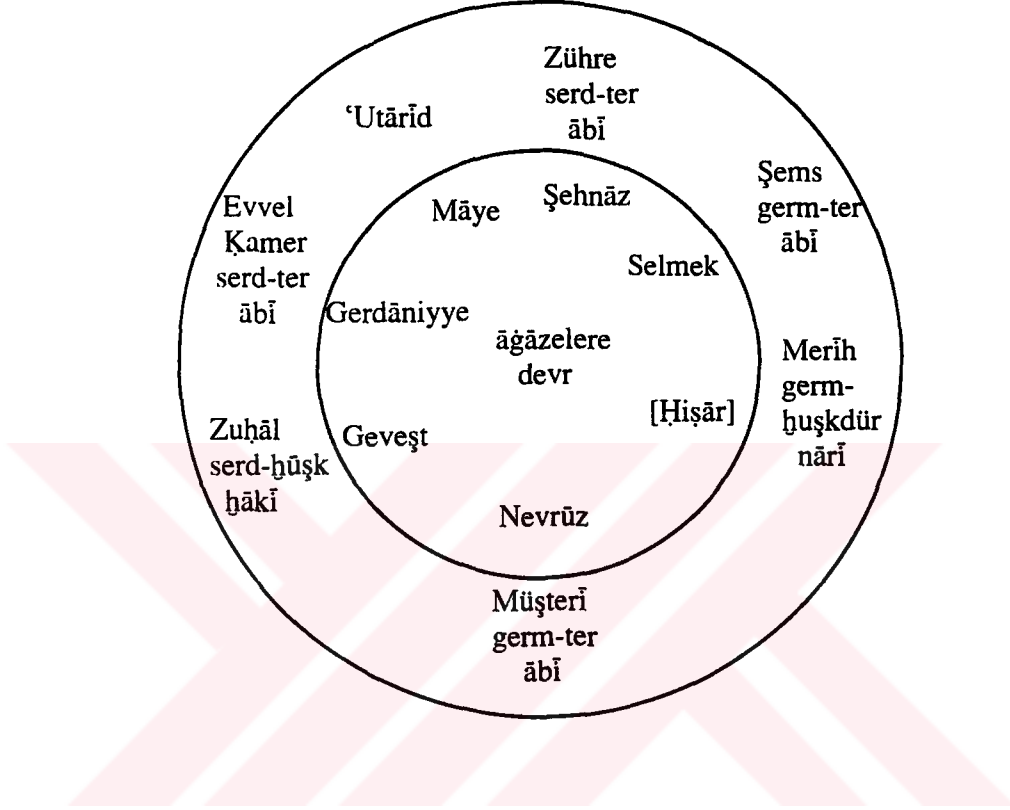 Zühre
serd-ter
ābī
‘Utārīd
Şems
germ-ter
ābī
Evvel
Ḳamer
serd-ter
ābī
Māye
Şehnāz
Selmek
Gerdāniyye
āġāzelere
devr
Merīh
germ-
ḫuşkdür
nārī
[Ḥiṣār]
Zuḥāl
serd-ḫūşk
ḫākī
Geveşt
Nevrūz
Müşterī
germ-ter
ābī